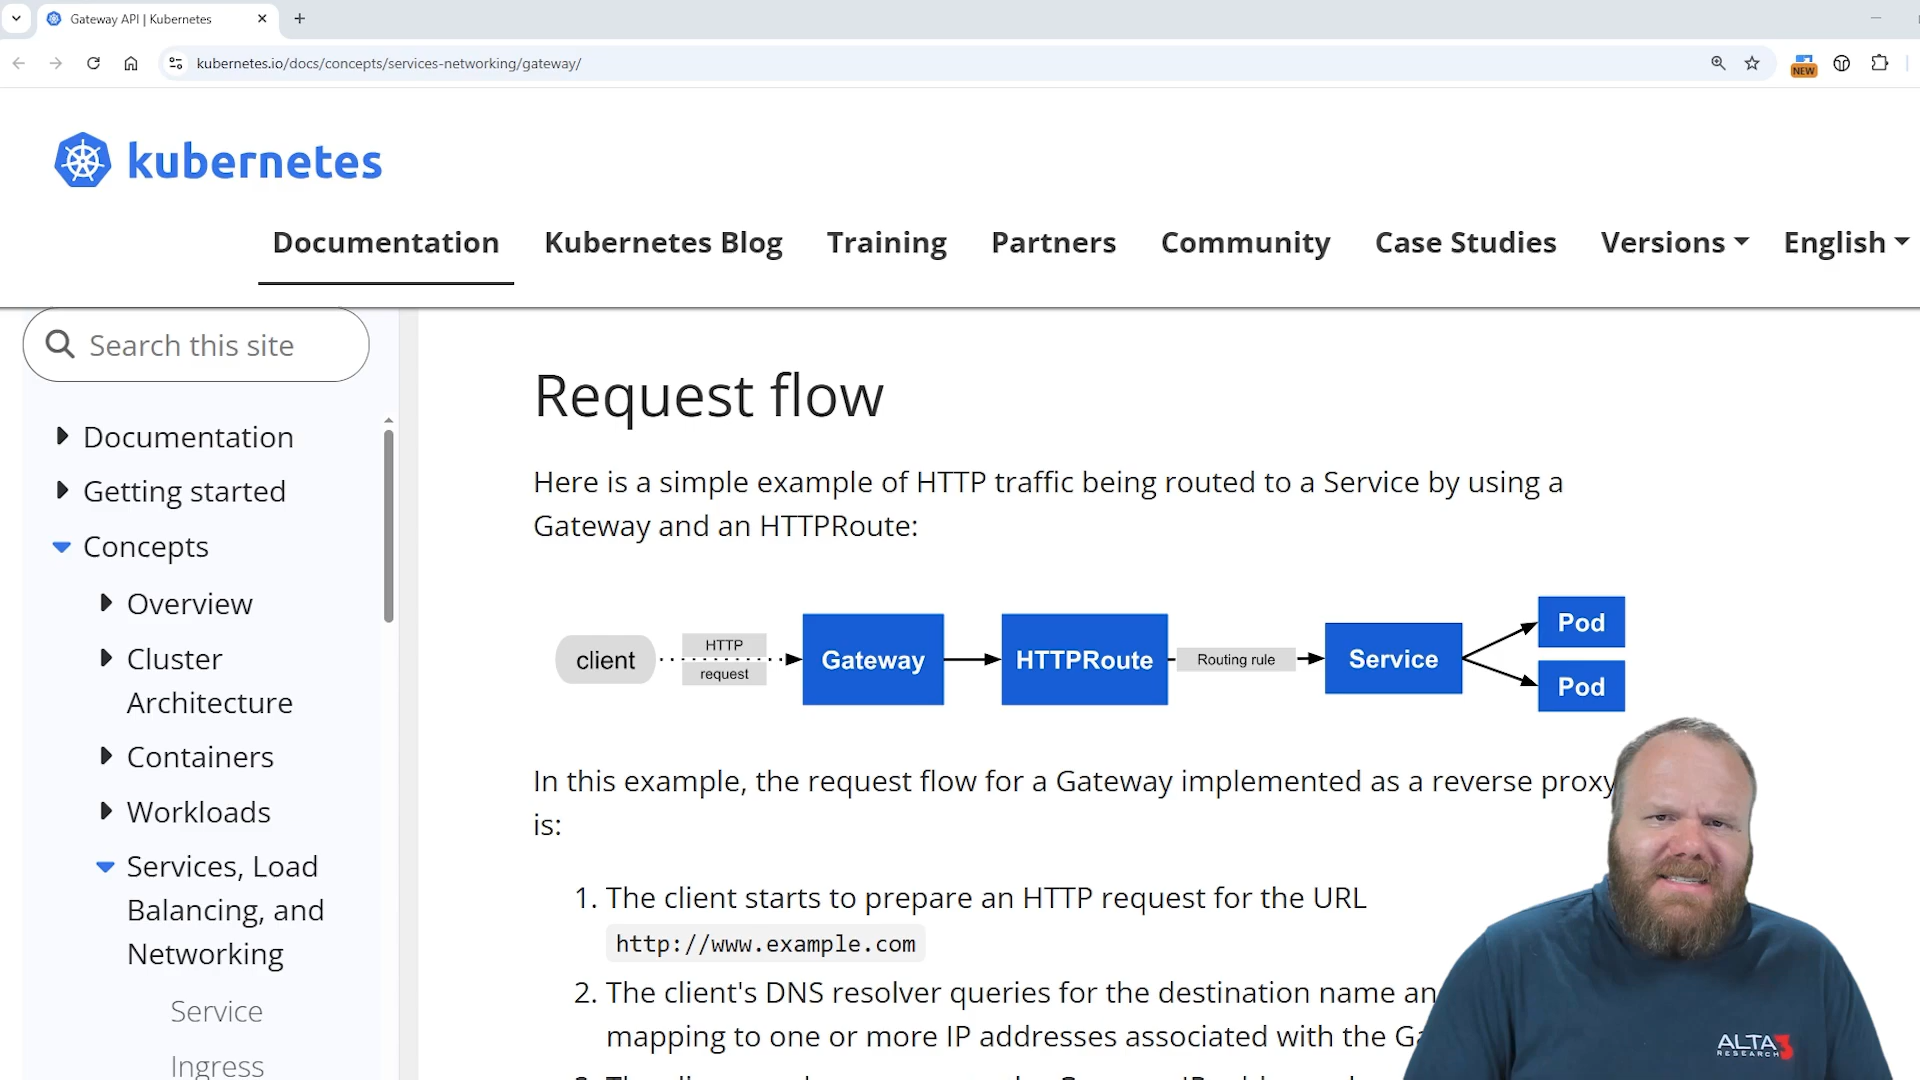 Gateway API | Kubernetes
kubernetes.io/docs/concepts/services-networking/gateway/
NEW
kubernetes
Documentation
Kubernetes Blog
Training
Partners
Community
Case Studies
Versions
English
Search this site
Documentation
Getting started
Concepts
Overview
Cluster
Architecture
Containers
Workloads
Services, Load
Balancing, and
Networking
Service
Ingress
Request flow
Here is a simple example of HTTP traffic being routed to a Service by using a
Gateway and an HTTPRoute:
client
HTTP
request
Gateway
HTTPRoute
Routing rule
Service
Pod
Pod
In this example, the request flow for a Gateway implemented as a reverse proxy
is:
1. The client starts to prepare an HTTP request for the URL
http://www.example.com
2. The client's DNS resolver queries for the destination name
mapping to one or more IP addresses associated with the
ALTA3
RESEARCH